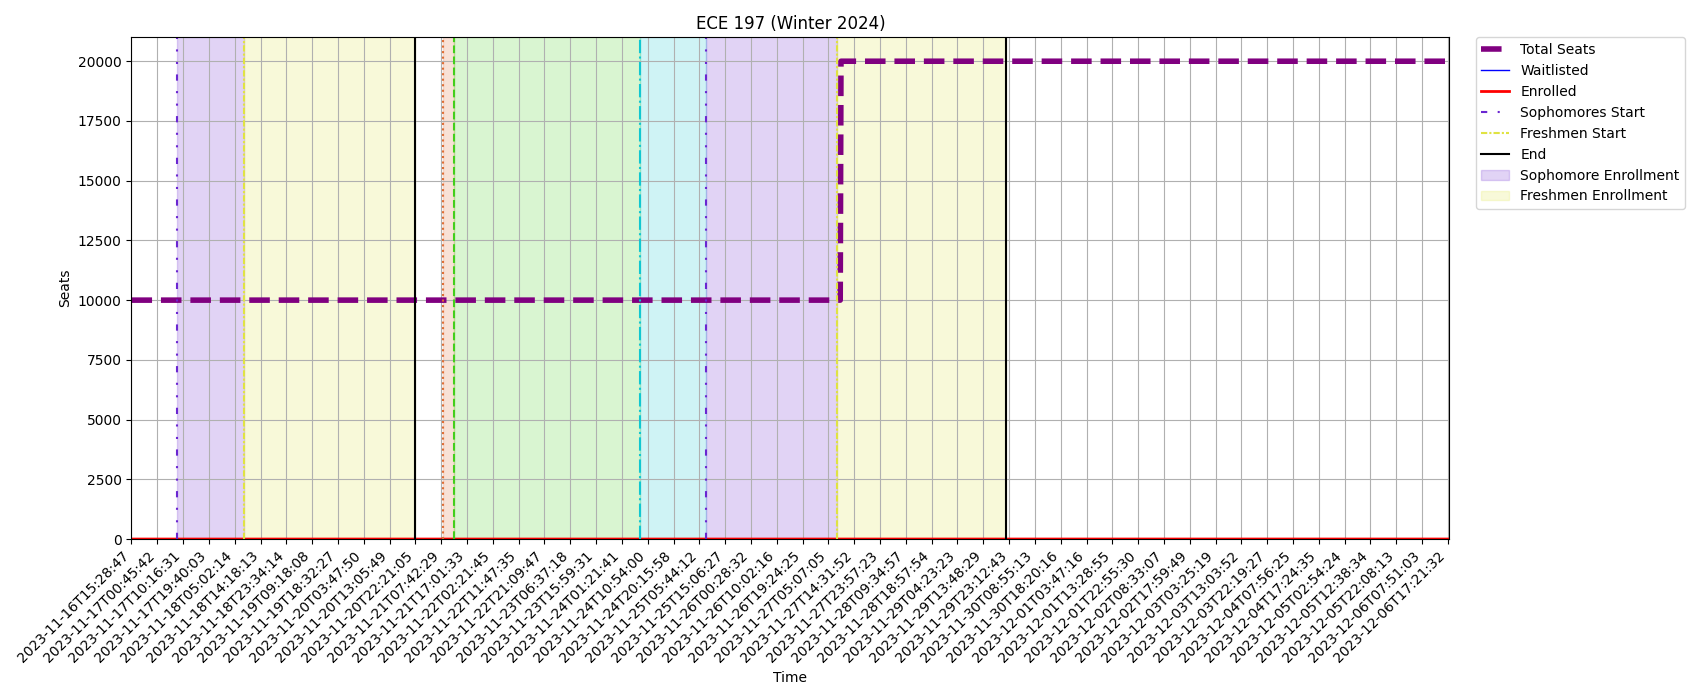 ECE 197 (Winter 2024)
Total Seats
Waitlisted
Enrolled
Sophomores Start
Freshmen Start
End
Sophomore Enrollment
Freshmen Enrollment
Seats
20000
17500
15000
12500
10000
7500
5000
2500
0
2023-11-16T15:28:47
2023-11-17T00:45:42
2023-11-17T10:16:31
2023-11-17T19:40:03
2023-11-18T05:02:14
2023-11-18T14:18:13
2023-11-18T23:34:14
2023-11-19T09:18:08
2023-11-19T18:32:27
2023-11-20T03:47:50
2023-11-20T13:05:49
2023-11-20T22:21:05
2023-11-21T07:42:29
2023-11-21T17:01:33
2023-11-22T02:21:45
2023-11-22T11:47:35
2023-11-22T21:09:47
2023-11-23T06:37:18
2023-11-23T15:59:31
2023-11-24T01:21:41
2023-11-24T10:54:00
2023-11-24T20:15:58
2023-11-25T05:44:12
2023-11-25T15:06:27
2023-11-26T00:28:32
2023-11-26T10:02:16
2023-11-26T19:24:25
2023-11-27T05:07:05
2023-11-27T14:31:52
2023-11-27T23:57:23
2023-11-28T09:34:57
2023-11-28T18:57:54
2023-11-29T04:23:23
2023-11-29T13:48:29
2023-11-29T23:12:43
2023-11-30T08:55:13
2023-11-30T18:20:16
2023-12-01T03:47:16
2023-12-01T13:28:55
2023-12-01T22:55:30
2023-12-02T08:33:07
2023-12-02T17:59:49
2023-12-03T03:25:19
2023-12-03T13:03:52
2023-12-03T22:19:27
2023-12-04T07:56:25
2023-12-04T17:24:35
2023-12-05T02:54:24
2023-12-05T12:38:34
2023-12-05T22:08:13
2023-12-06T07:51:03
2023-12-06T17:21:32
Time